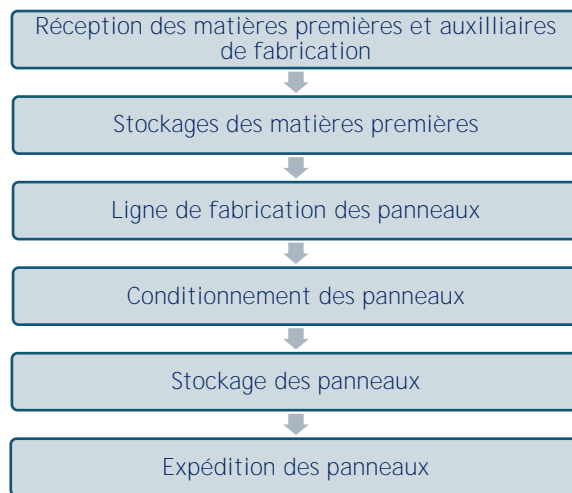 Réception des matières premières et auxilliaires
de fabrication
Stockages des matières premières
Ligne de fabrication des panneaux
Conditionnement des panneaux
Stockage des panneaux
Expédition des panneaux